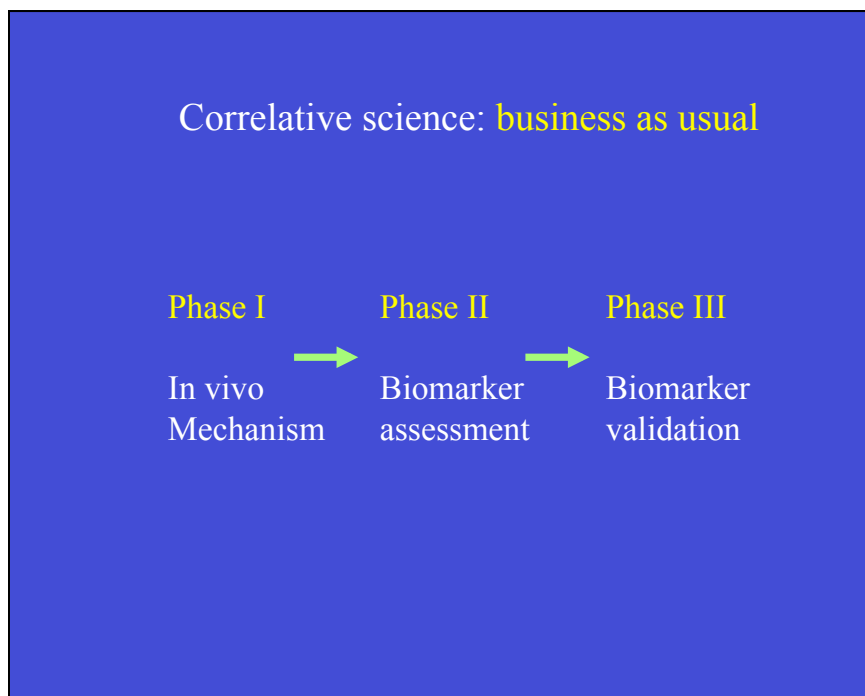 Correlative science: business as usual
Phase I
In vivo
Mechanism
Phase II
Biomarker
assessment
Phase III
Biomarker
validation